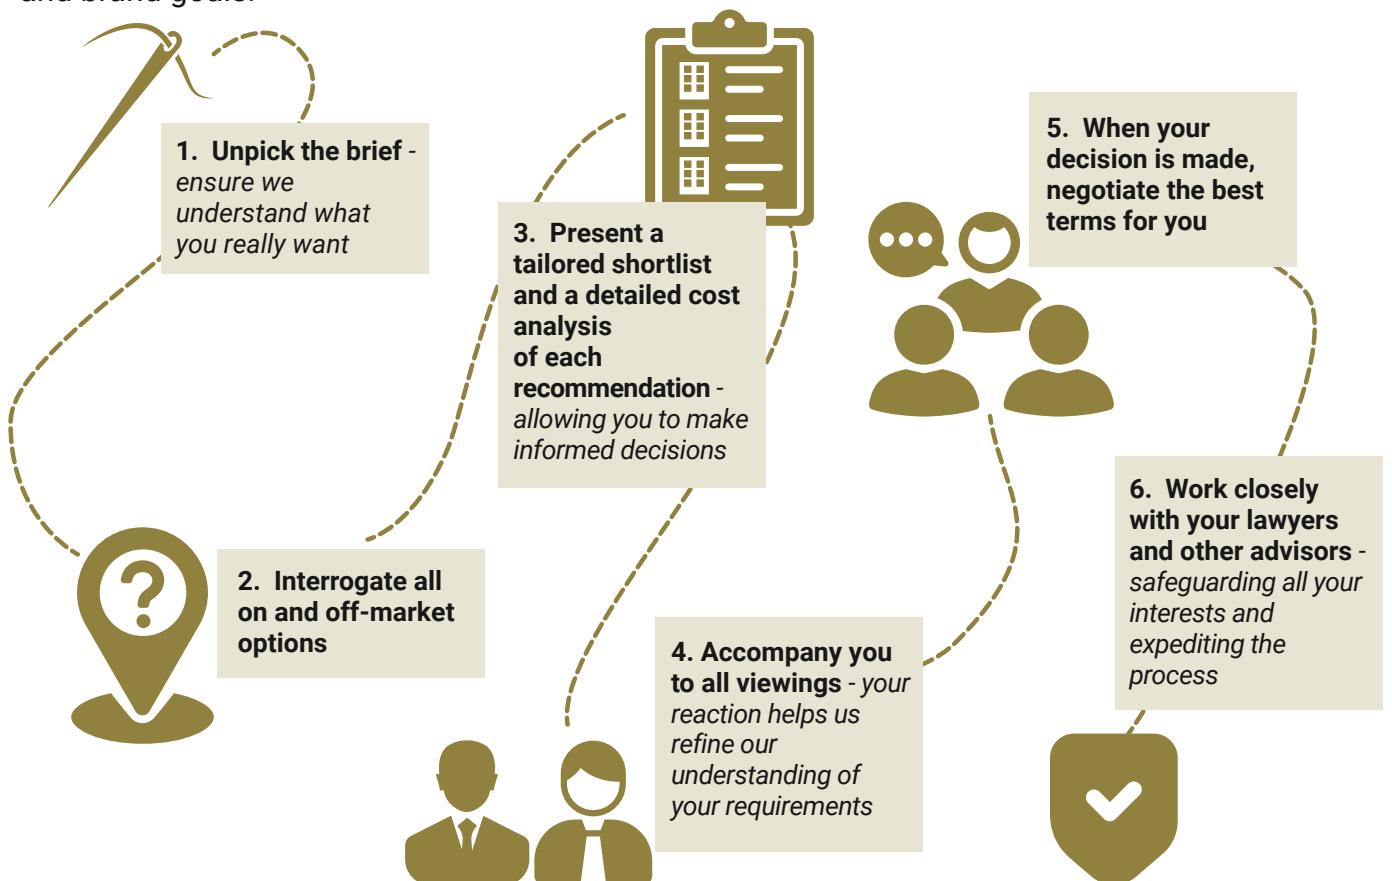 and brand goals.
1. Unpick the brief -
ensure we
understand what
you really want
2. Interrogate all
on and off-market
options
3. Present a
tailored shortlist
and a detailed cost
analysis
of each
recommendation -
allowing you to make
informed decisions
4. Accompany you
to all viewings - your
reaction helps us
refine our
understanding of
your requirements
5. When your
decision is made,
negotiate the best
terms for you
6. Work closely
with your lawyers
and other advisors -
safeguarding all your
interests and
expediting the
process